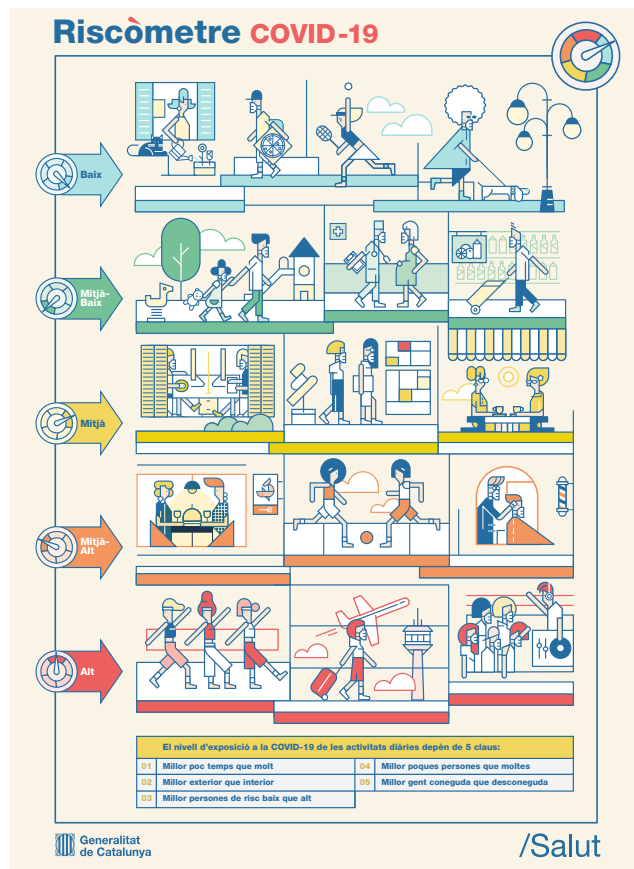 Riscòmetre COVID-19
Baix
Mitjà-
Baix
Mitjà
Mitjà-
Alt
Alt
El nivell d'exposició a la COVID-19 de les activitats diàries depèn de 5 claus:
01 Millor poc temps que molt
04 Millor poques persones que moltes
02 Millor exterior que interior
05 Millor gent coneguda que desconeguda
03 Millor persones de risc baix que alt
Generalitat
de Catalunya
/Salut